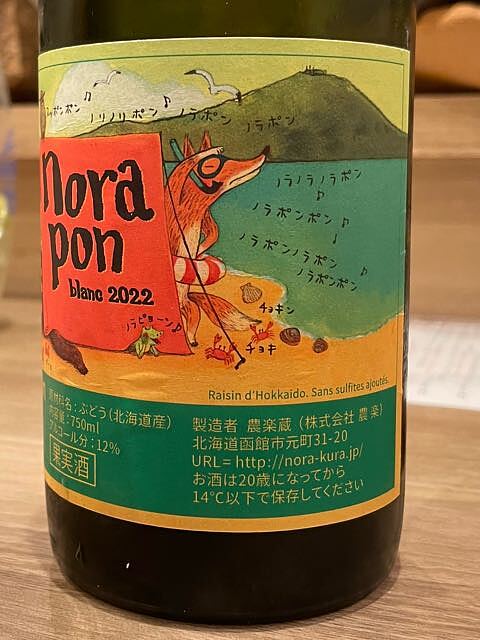 ノリノリポン
ノラポン
ノラポン
ノラノラノラポン
ノラポンポン
ノラポンノラポン
ノラポンポン
nora
pon
blanc 2022
ノラピョーン
チョキン
チョキ
Raisin d'Hokkaido. Sans sulfites ajoutés.
原材料名：ぶどう（北海道産）
内容量：750ml
アルコール分：12%
果実酒
製造者 農楽蔵（株式会社 農楽）
北海道函館市元町31-20
URL= http://nora-kura.jp/
お酒は20歳になってから
14℃以下で保存してください